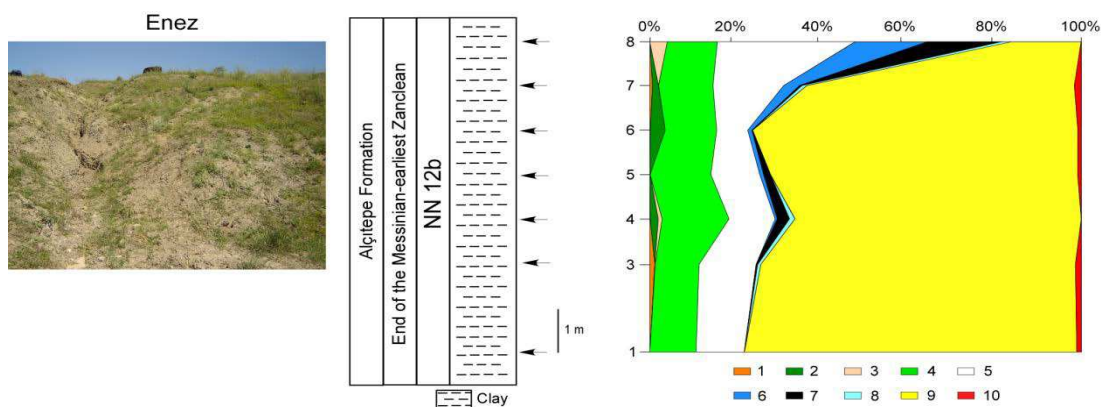 Enez
Alçıtepe Formation
End of the Messinian-earliest Zanclean
NN 12b
1 m
Clay
0% 20% 40% 60% 80% 100%
8
7
6
5
4
3
1
1 2 3 4 5
6 7 8 9 10